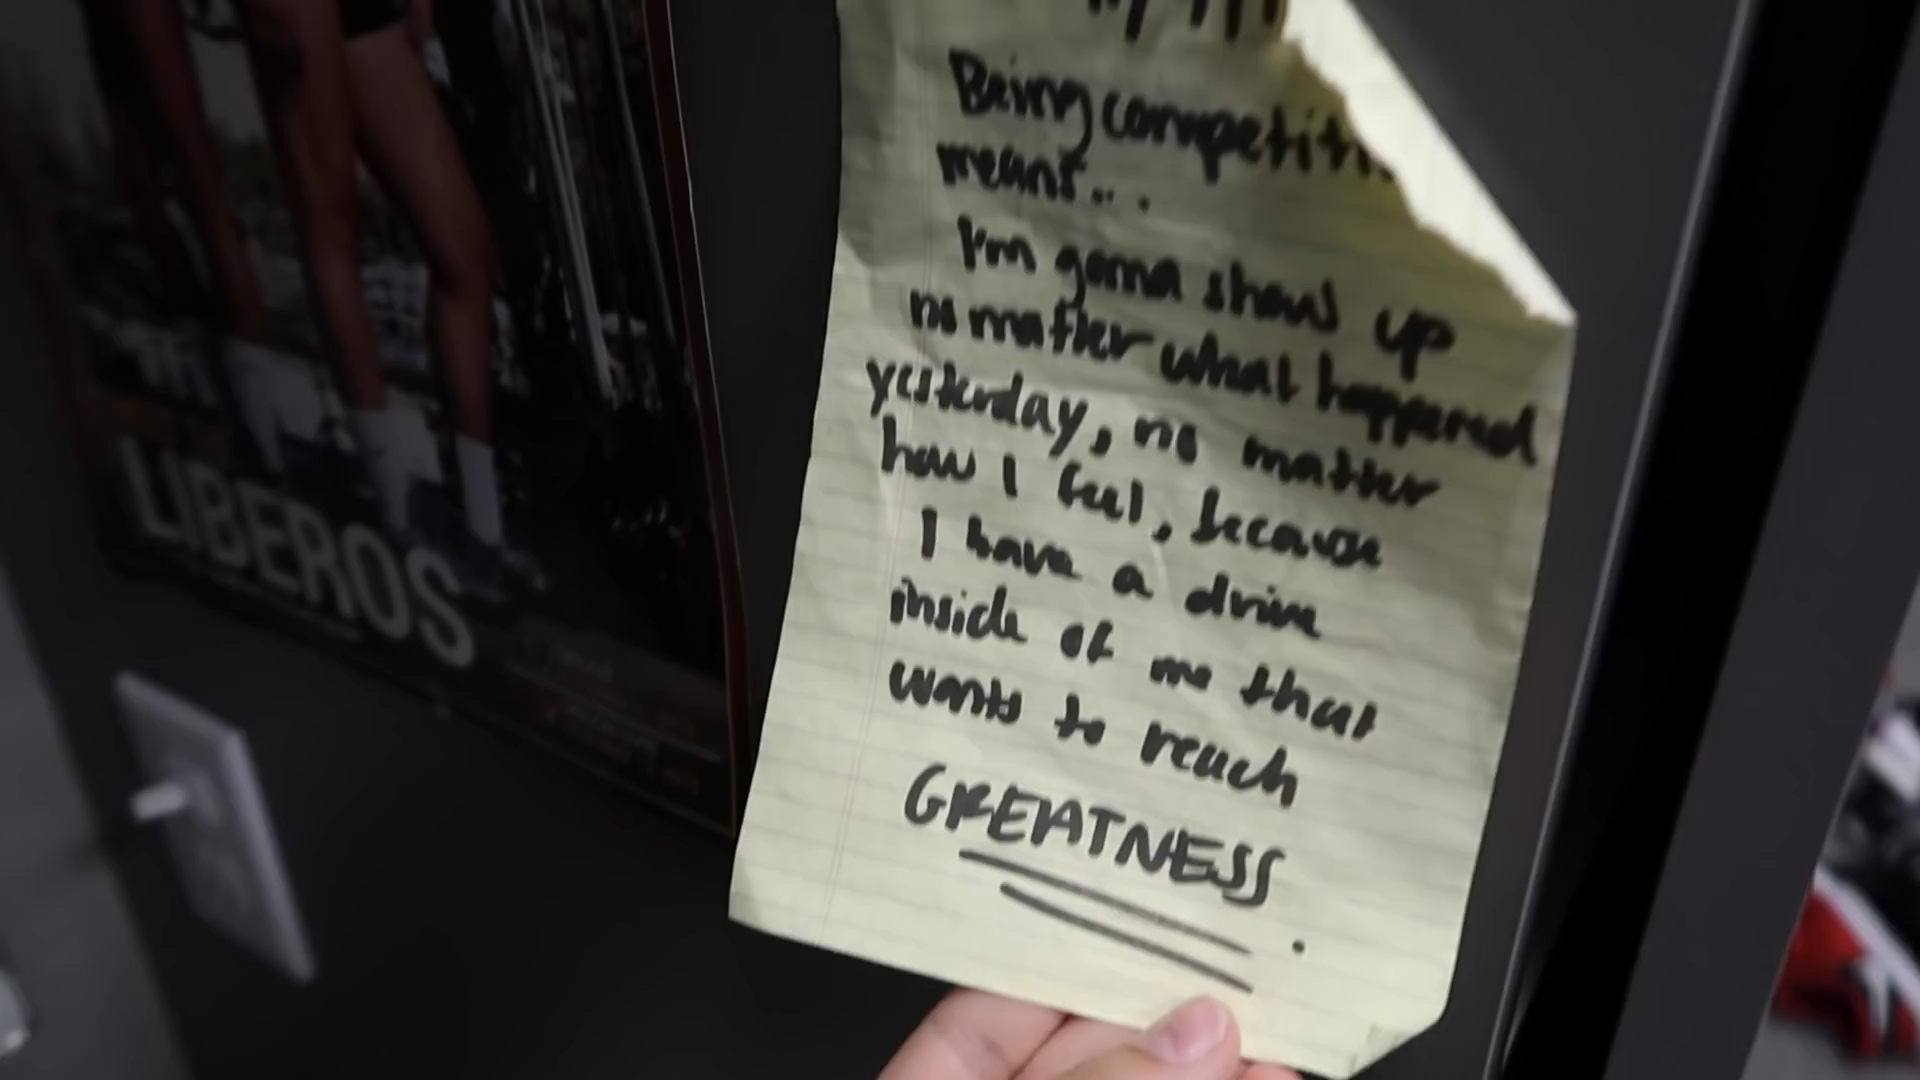 Being competiti
means...
I'm gonna show up
no matter what happened
yesterday, no matter
how I feel, because
I have a drive
inside of me that
wants to reach
GREATNESS.
LIBEROS